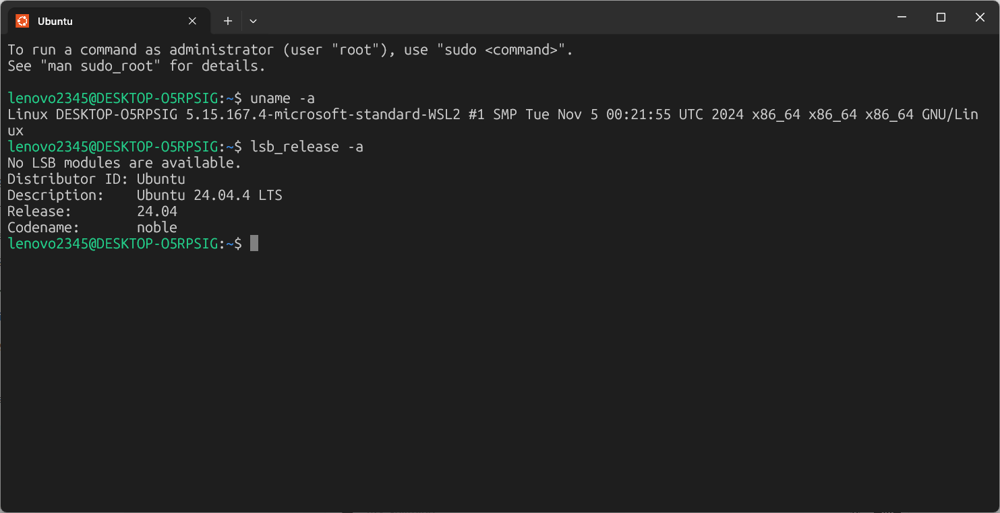 Ubuntu
To run a command as administrator (user "root"), use "sudo <command>".
See "man sudo_root" for details.
lenovo2345@DESKTOP-O5RPSIG:~$ uname -a
Linux DESKTOP-O5RPSIG 5.15.167.4-microsoft-standard-WSL2 #1 SMP Tue Nov 5 00:21:55 UTC 2024 x86_64 x86_64 x86_64 GNU/Lin
ux
lenovo2345@DESKTOP-O5RPSIG:~$ lsb_release -a
No LSB modules are available.
Distributor ID: Ubuntu
Description:    Ubuntu 24.04.4 LTS
Release:        24.04
Codename:       noble
lenovo2345@DESKTOP-O5RPSIG:~$